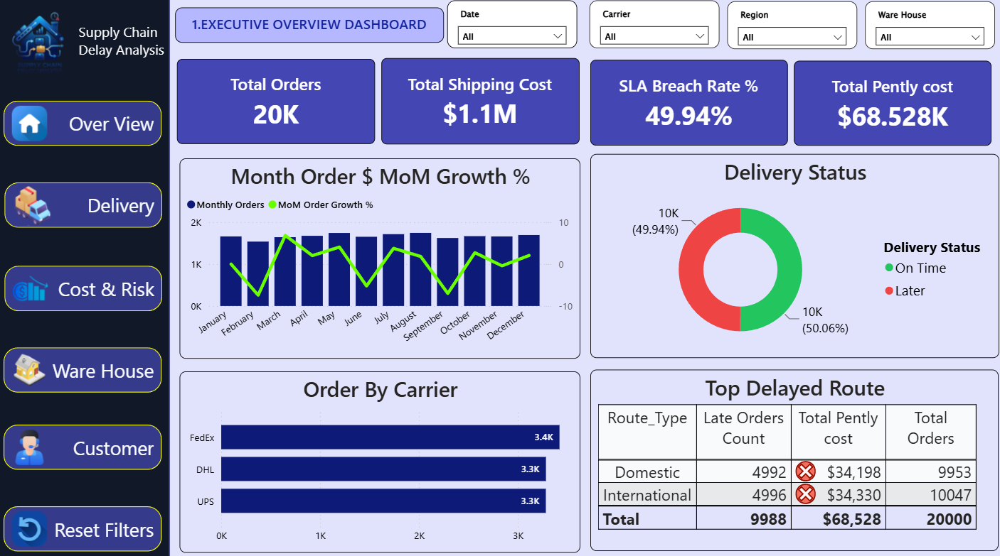 Supply Chain
Delay Analysis
Over View
Delivery
Cost & Risk
Ware House
Customer
Reset Filters
1.EXECUTIVE OVERVIEW DASHBOARD
Date
All
Carrier
All
Region
All
Ware House
All
Total Orders
20K
Total Shipping Cost
$1.1M
SLA Breach Rate %
49.94%
Total Pently cost
$68.528K
Month Order $ MoM Growth %
Monthly Orders MoM Order Growth %
2K
1K
0K
10
0
-10
January
February
March
April
May
June
July
August
September
October
November
December
Delivery Status
10K
(49.94%)
10K
(50.06%)
Delivery Status
On Time
Later
Order By Carrier
FedEx 3.4K
DHL 3.3K
UPS 3.3K
0K 1K 2K 3K
Top Delayed Route
Route_Type Late Orders Count Total Pently cost Total Orders
Domestic 4992 $34,198 9953
International 4996 $34,330 10047
Total 9988 $68,528 20000